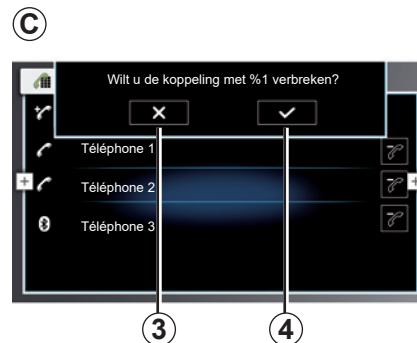 C
Wilt u de koppeling met %1 verbreken?
Téléphone 1
Téléphone 2
Téléphone 3
3
4